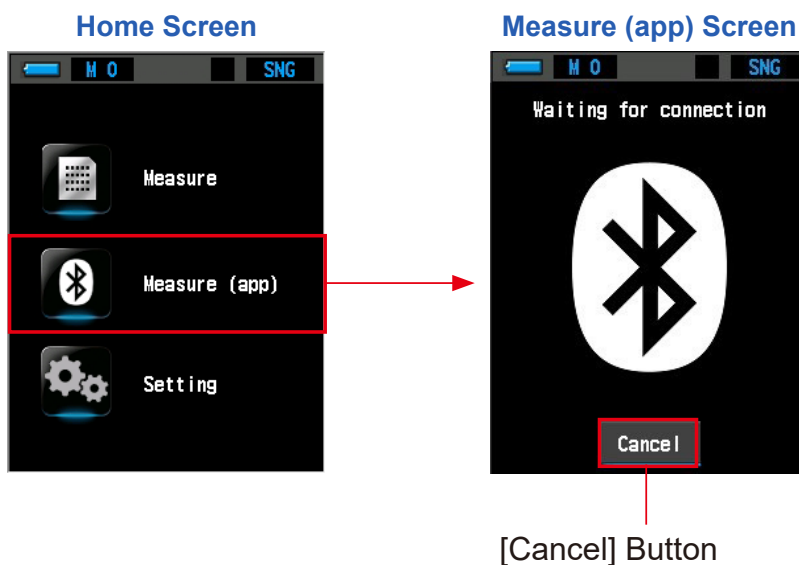 Home Screen
M 0 SNG
Measure
Measure (app)
Setting
Measure (app) Screen
M 0 SNG
Waiting for connection
Cancel
[Cancel] Button